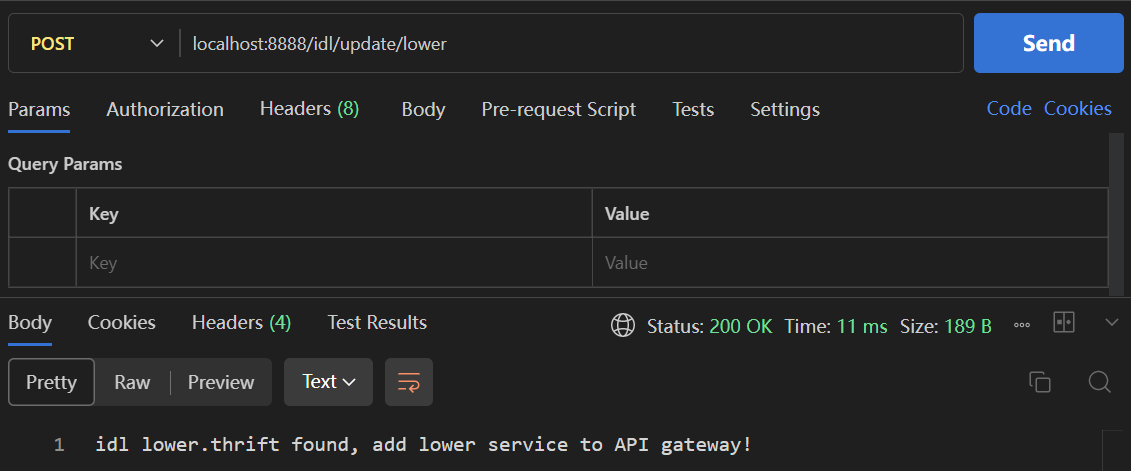 POST localhost:8888/idl/update/lower Send
Params Authorization Headers (8) Body Pre-request Script Tests Settings Code Cookies
Query Params
Key Value
Key Value
Body Cookies Headers (4) Test Results Status: 200 OK Time: 11 ms Size: 189 B
Pretty Raw Preview Text
1 idl lower.thrift found, add lower service to API gateway!